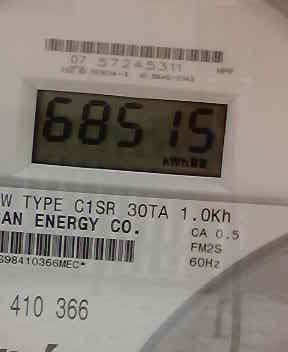 07 57245311
68515
kWh
W TYPE C1SR 30TA 1.0Kh
AN ENERGY CO.
CA 0.5
FM2S
S98410366MEC*
60Hz
410 366